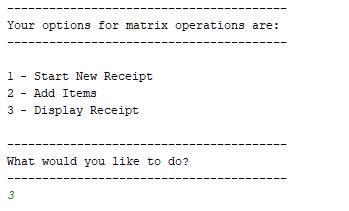 ---------------------------------------
Your options for matrix operations are:
---------------------------------------
1 - Start New Receipt
2 - Add Items
3 - Display Receipt
---------------------------------------
What would you like to do?
---------------------------------------
3